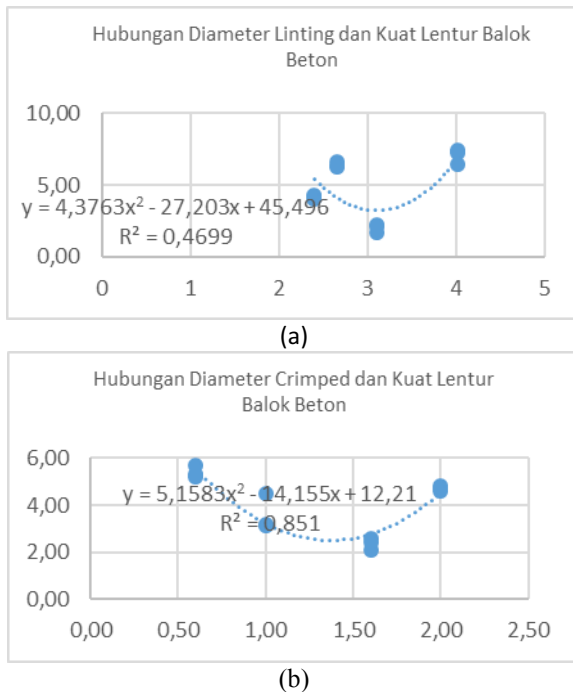 Hubungan Diameter Linting dan Kuat Lentur Balok
Beton
10,00
5,00
y = 4,3763x² - 27,203x + 45,496
R² = 0,4699
0,00
0 1 2 3 4 5
(a)
Hubungan Diameter Crimped dan Kuat Lentur
Balok Beton
6,00
y = 5,1583x² - 14,155x + 12,21
4,00
R² = 0,851
2,00
0,00
0,00 0,50 1,00 1,50 2,00 2,50
(b)